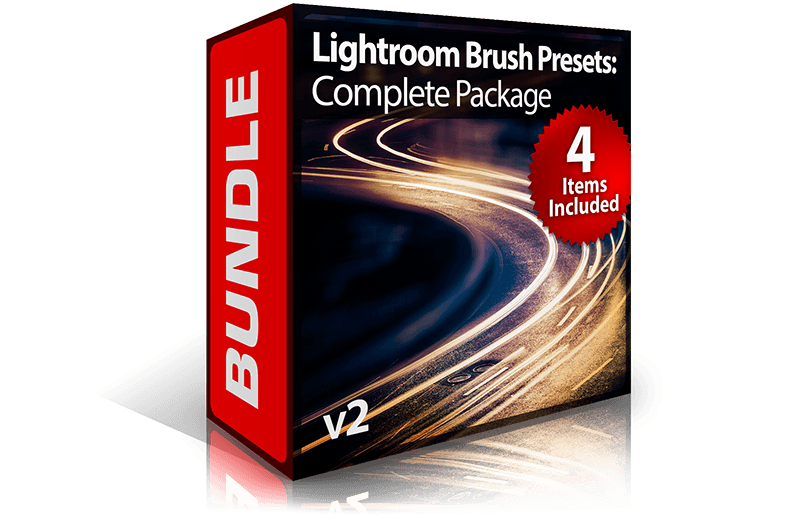 BUNDLE
Lightroom Brush Presets:
Complete Package
4
Items
Included
v2